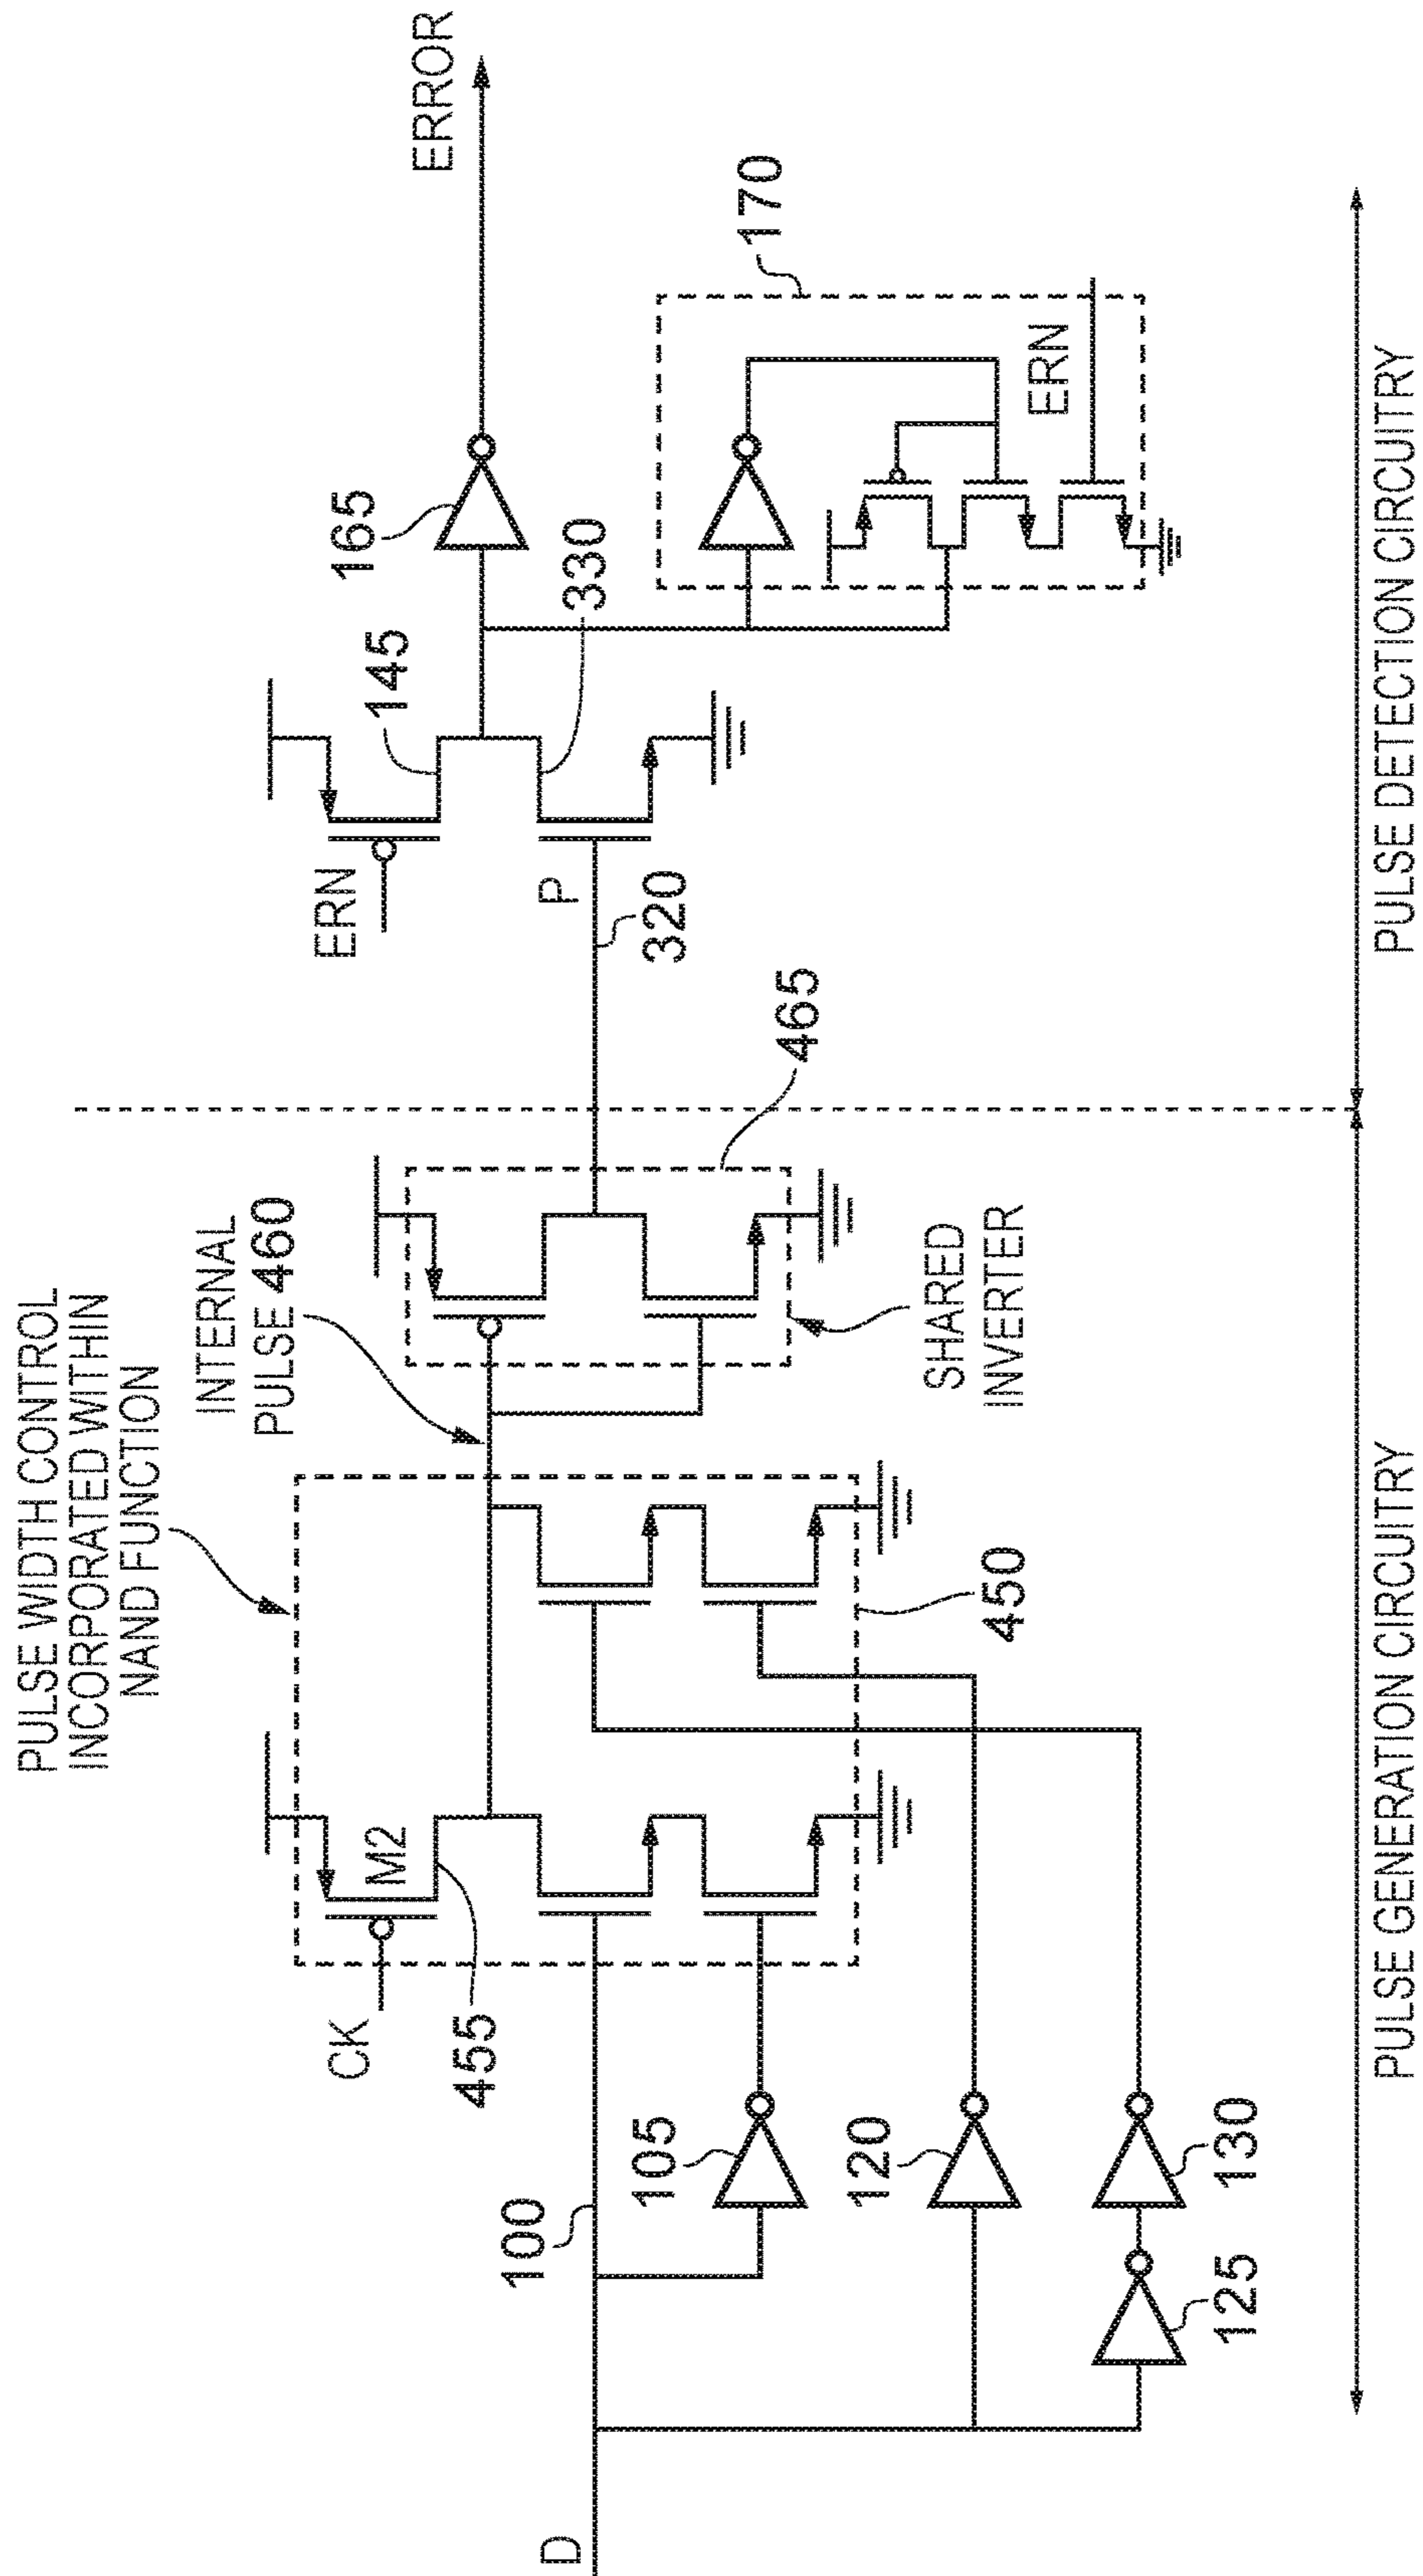 PULSE WIDTH CONTROL
INCORPORATED WITHIN
NAND FUNCTION
INTERNAL
PULSE 460
CK
M2
455
D
100
105
120
125
130
450
SHARED
INVERTER
465
PULSE GENERATION CIRCUITRY
ERN
145
P
320
330
165
ERROR
170
ERN
PULSE DETECTION CIRCUITRY